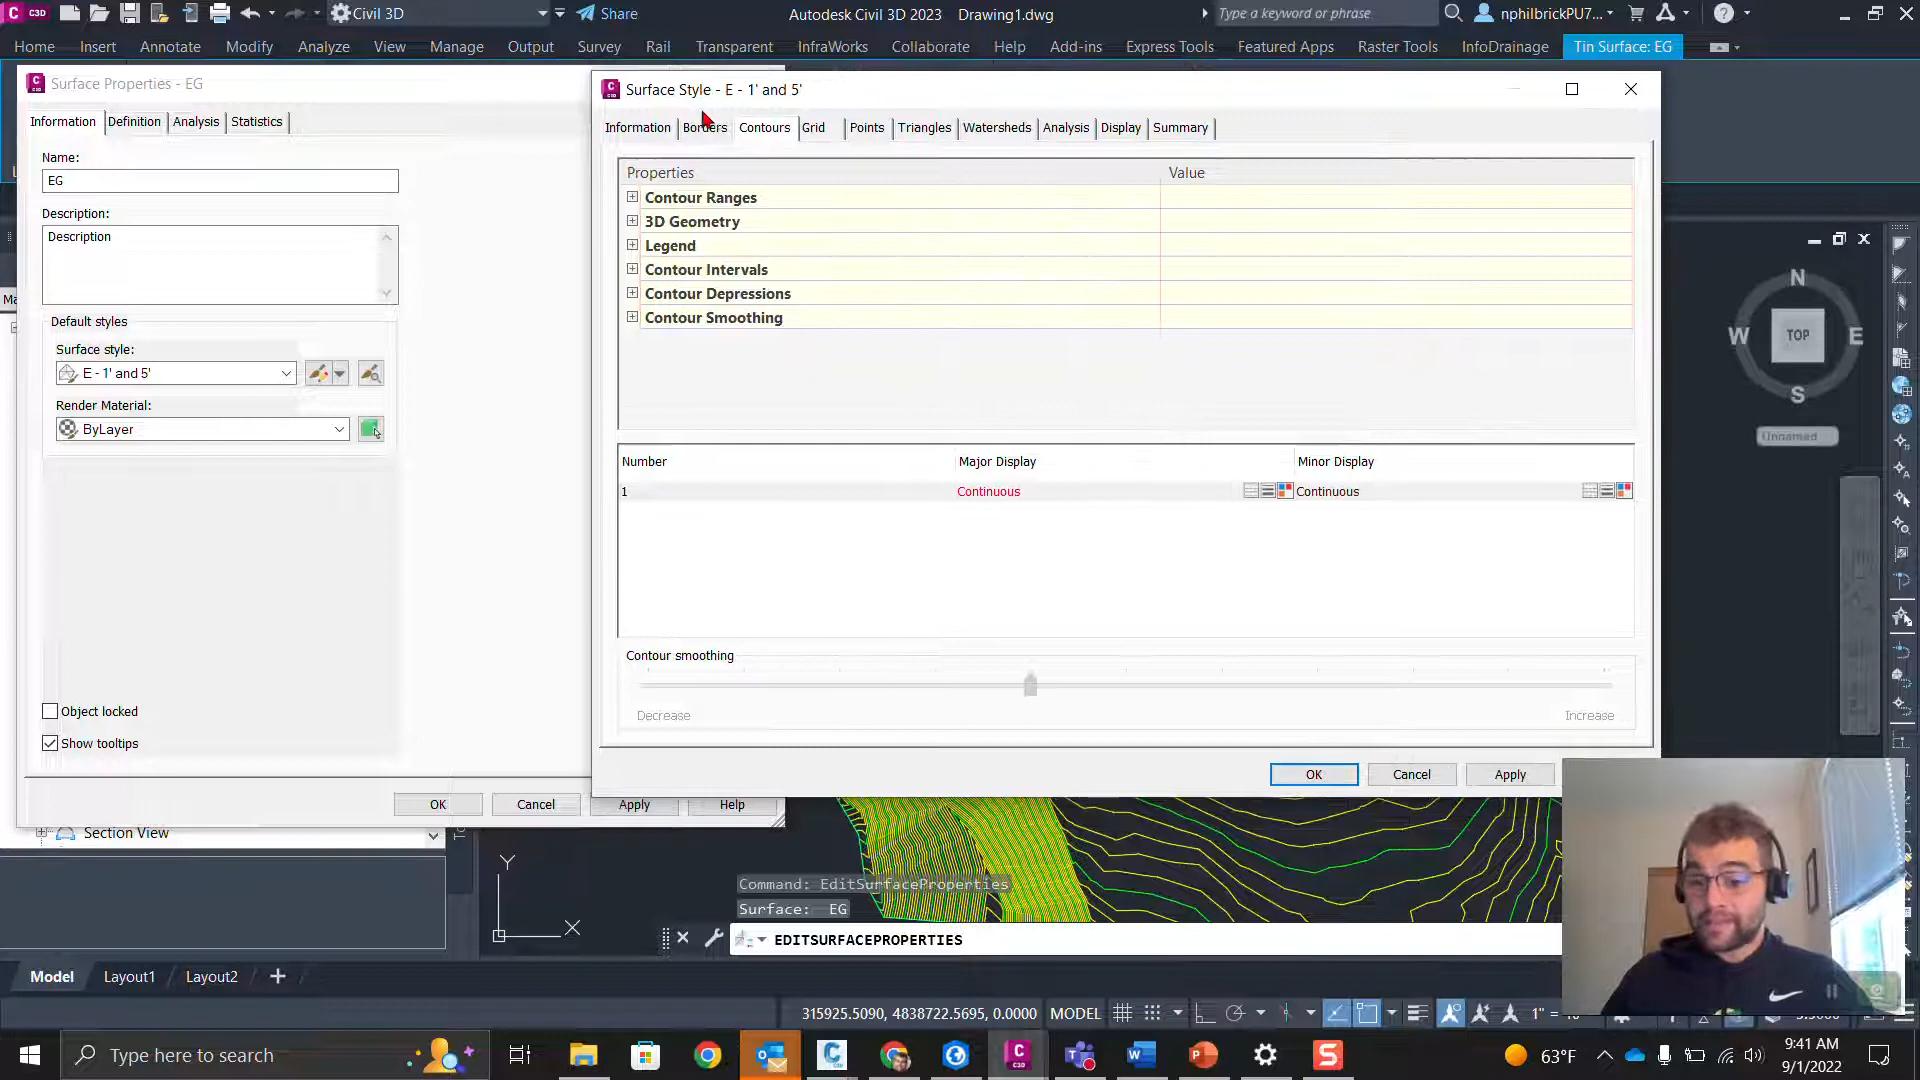 C3D Civil 3D Share Autodesk Civil 3D 2023 Drawing1.dwg Type a keyword or phrase nphilbrickPU7...
Home Insert Annotate Modify Analyze View Manage Output Survey Rail Transparent InfraWorks Collaborate Help Add-ins Express Tools Featured Apps Raster Tools InfoDrainage Tin Surface: EG
Surface Properties - EG
Information Definition Analysis Statistics
Name:
EG
Description:
Description
Default styles
Surface style:
E - 1' and 5'
Render Material:
ByLayer
Object locked
Show tooltips
OK Cancel Apply Help
Section View
Surface Style - E - 1' and 5'
Information Borders Contours Grid Points Triangles Watersheds Analysis Display Summary
Properties Value
Contour Ranges
3D Geometry
Legend
Contour Intervals
Contour Depressions
Contour Smoothing
Number Major Display Minor Display
1 Continuous Continuous
Contour smoothing
Decrease Increase
OK Cancel Apply
N
W TOP E
S
Unnamed
Y
X
Command: EditSurfaceProperties
Surface: EG
EDITSURFACEPROPERTIES
Model Layout1 Layout2
315925.5090, 4838722.5695, 0.0000 MODEL
Type here to search
63°F
9:41 AM
9/1/2022